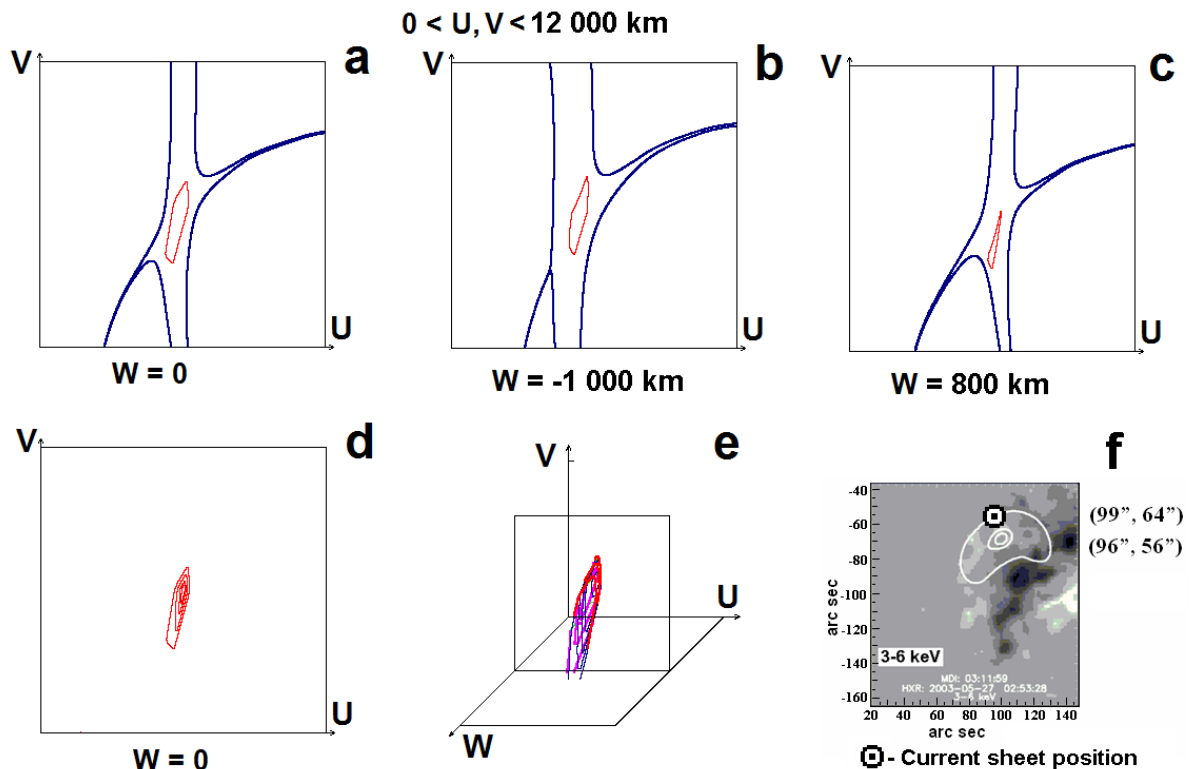 0 < U, V < 12 000 km
V
a
U
W = 0
V
b
U
W = -1 000 km
V
c
U
W = 800 km
V
d
U
W = 0
V
e
U
W
f
-40
-60
-80
-100
-120
-140
-160
arc sec
3-6 keV
MDI: 03:11:59
HXR: 2003-05-27 02:53:28
3-6 keV
20 40 60 80 100 120 140
arc sec
(99”, 64”)
(96”, 56”)
- Current sheet position